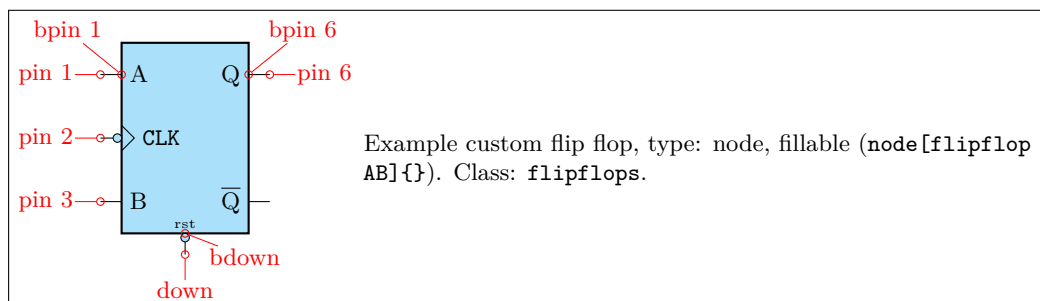 bpin 1
bpin 6
pin 1
A
Q
pin 6
pin 2
CLK
Example custom flip flop, type: node, fillable (node[flipflop
AB]{}). Class: flipflops.
pin 3
B
Q̅
rst
bdown
down